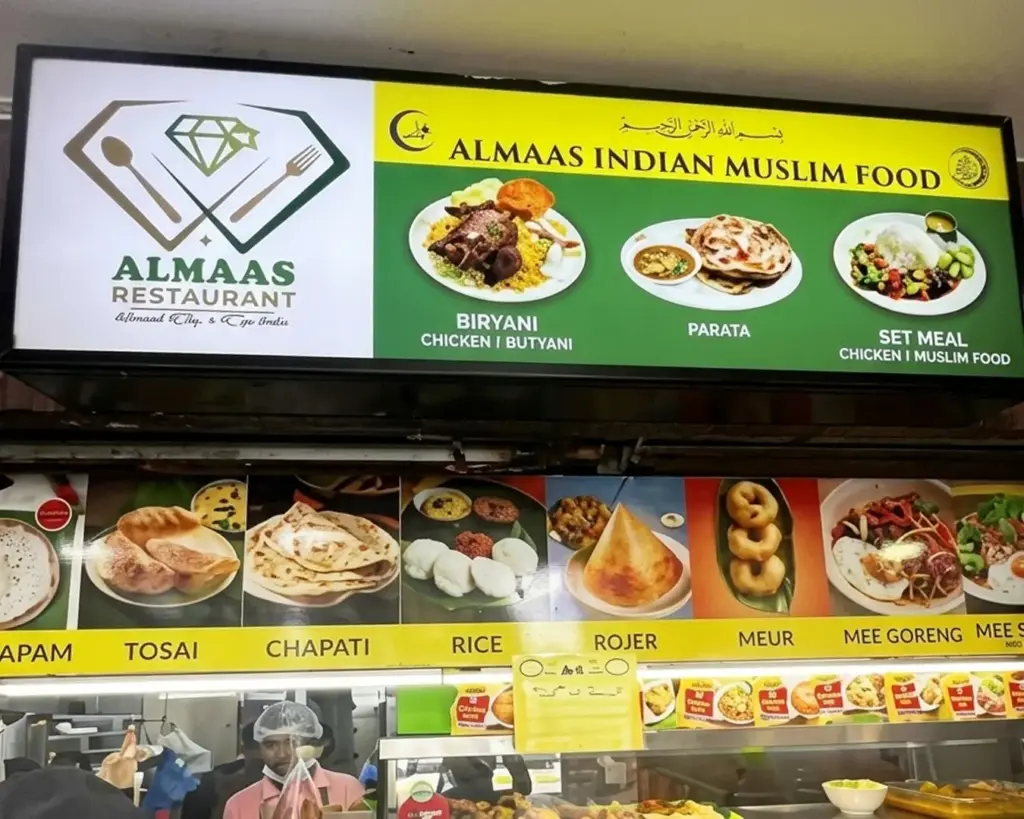 ALMAAS
RESTAURANT
بسم الله الرحمن الرحيم
ALMAAS INDIAN MUSLIM FOOD
BIRYANI
CHICKEN / BUTYANI
PARATA
SET MEAL
CHICKEN / MUSLIM FOOD
APAM
TOSAI
CHAPATI
RICE
ROJER
MEUR
MEE GORENG
MEE S